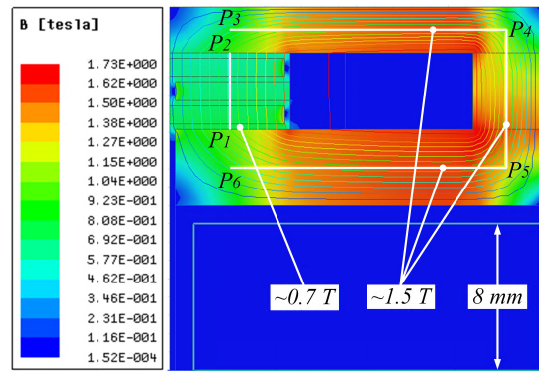 B [tesla]
1.73E+000
1.62E+000
1.50E+000
1.38E+000
1.27E+000
1.15E+000
1.04E+000
9.23E-001
8.08E-001
6.92E-001
5.77E-001
4.62E-001
3.46E-001
2.31E-001
1.16E-001
1.52E-004
P3
P4
P2
P1
P6
P5
~0.7 T
~1.5 T
8 mm